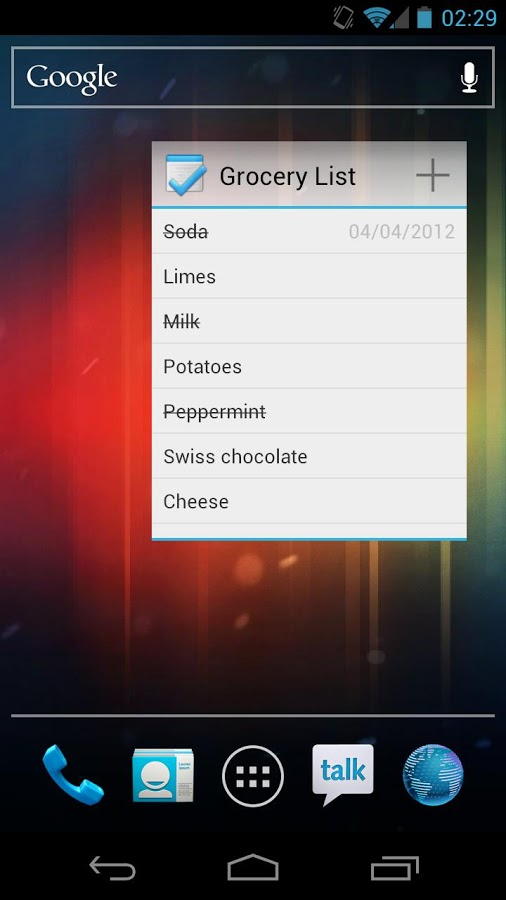 02:29
Google
Grocery List
Soda 04/04/2012
Limes
Milk
Potatoes
Peppermint
Swiss chocolate
Cheese
talk